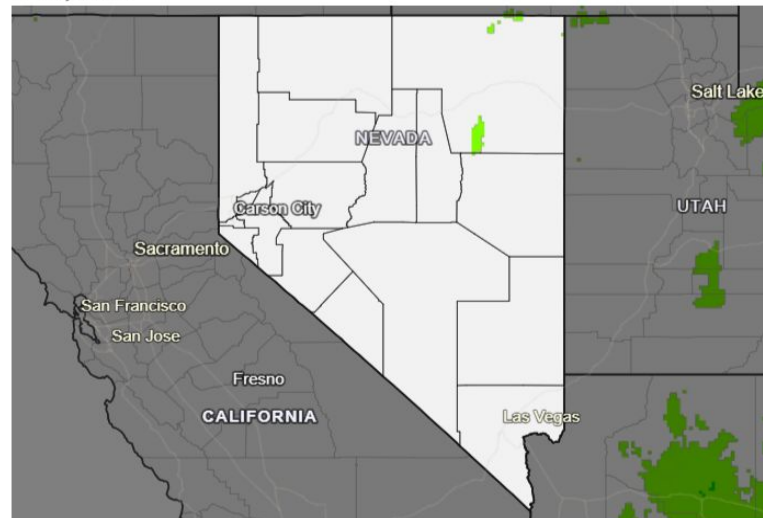 Salt Lake
NEVADA
Carson City
UTAH
Sacramento
San Francisco
San Jose
Fresno
CALIFORNIA
Las Vegas